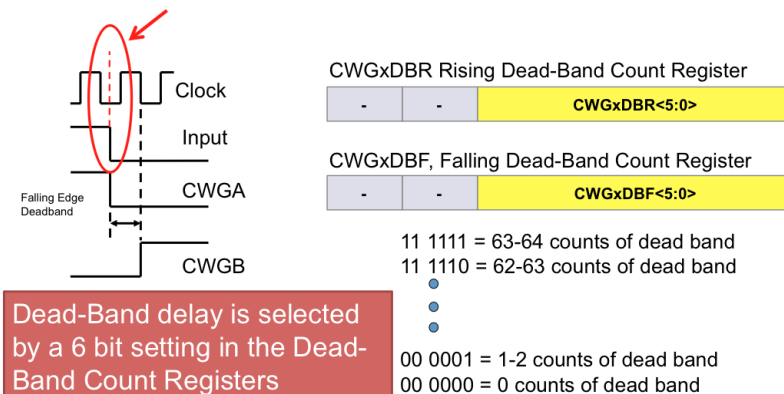 Clock
Input
CWGA
Falling Edge
Deadband
CWGB
Dead-Band delay is selected
by a 6 bit setting in the Dead-
Band Count Registers
CWGxDBR Rising Dead-Band Count Register
- - CWGxDBR<5:0>
CWGxDBF, Falling Dead-Band Count Register
- - CWGxDBF<5:0>
11 1111 = 63-64 counts of dead band
11 1110 = 62-63 counts of dead band
00 0001 = 1-2 counts of dead band
00 0000 = 0 counts of dead band